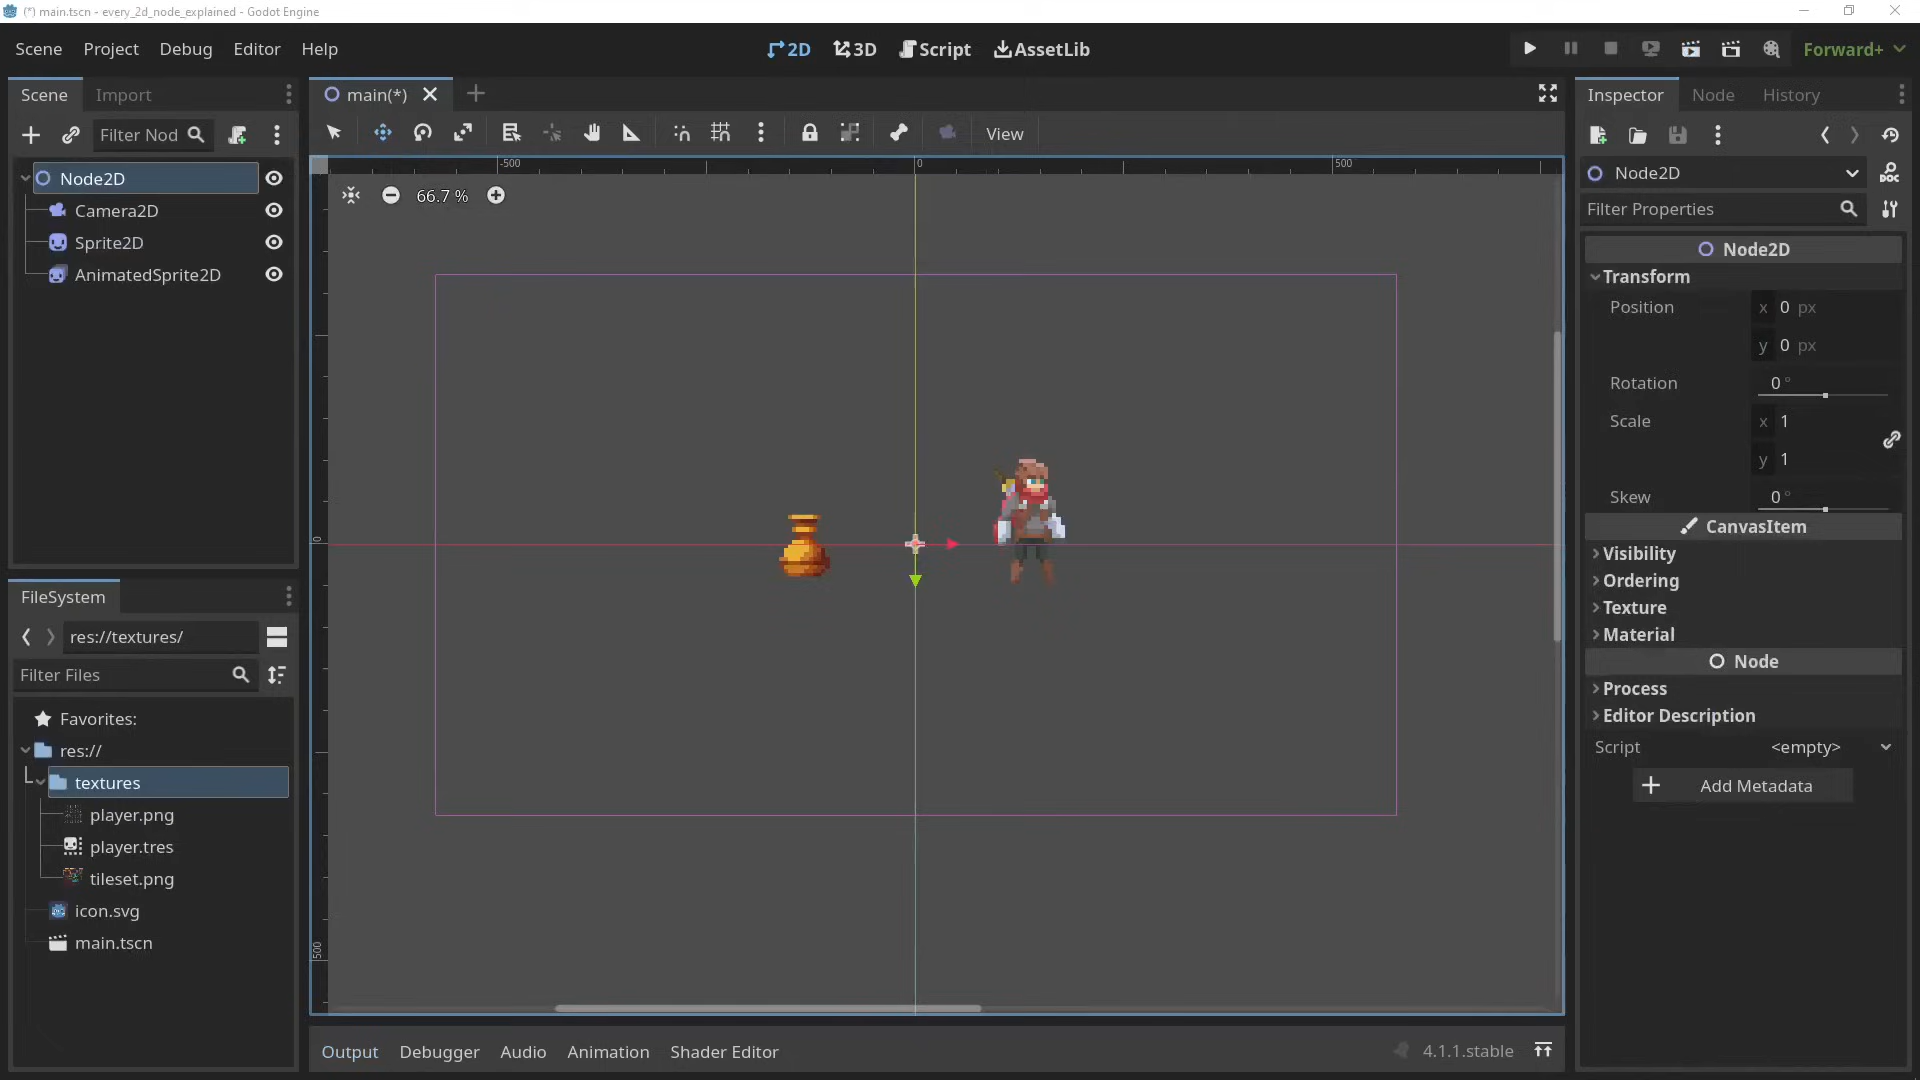 (*) main.tscn - every_2d_node_explained - Godot Engine
Scene Project Debug Editor Help
2D 3D Script AssetLib
Forward+
Scene Import
Filter Nod
Node2D
Camera2D
Sprite2D
AnimatedSprite2D
FileSystem
res://textures/
Filter Files
Favorites:
res://
textures
player.png
player.tres
tileset.png
icon.svg
main.tscn
main(*)
View
-500 0 500
66.7 %
0
500
Output Debugger Audio Animation Shader Editor
4.1.1.stable
Inspector Node History
Node2D
DOC
Filter Properties
Node2D
Transform
Position x 0 px
y 0 px
Rotation 0 °
Scale x 1
y 1
Skew 0 °
CanvasItem
Visibility
Ordering
Texture
Material
Node
Process
Editor Description
Script <empty>
Add Metadata